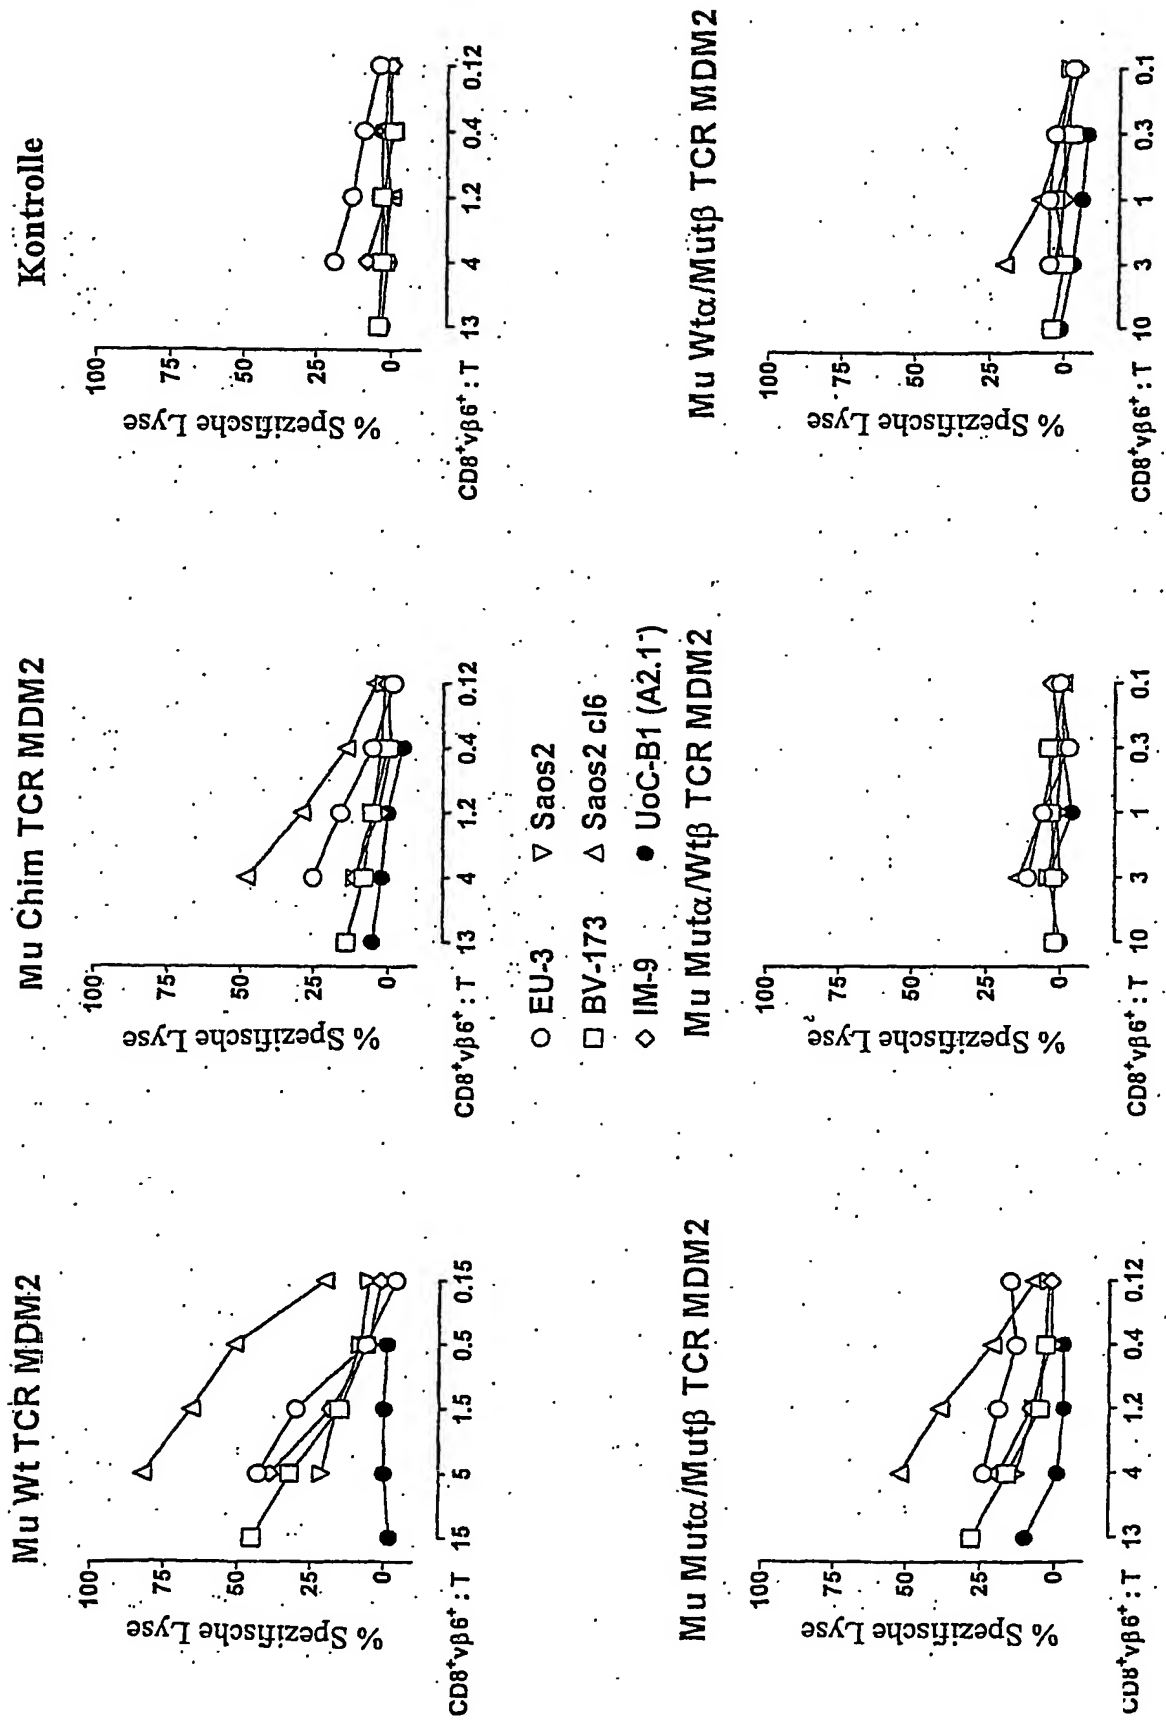 Mu Wt TCR MDM2
% Spezifische Lyse
100
75
50
25
0
CD8+vβ6+:T 15 5 1.5 0.5 0.15
Mu Chim TCR MDM2
% Spezifische Lyse
100
75
50
25
0
CD8+vβ6+:T 13 4 1.2 0.4 0.12
Kontrolle
% Spezifische Lyse
100
75
50
25
0
CD8+vβ6+:T 13 4 1.2 0.4 0.12
EU-3 Saos2
BV-173 Saos2 cl6
IM-9 UoC-B1 (A2.1-)
Mu Mutα/Mutβ TCR MDM2
% Spezifische Lyse
100
75
50
25
0
CD8+vβ6+:T 13 4 1.2 0.4 0.12
Mu Mutα/Wtβ TCR MDM2
% Spezifische Lyse
100
75
50
25
0
CD8+vβ6+:T 10 3 1 0.3 0.1
Mu Wtα/Mutβ TCR MDM2
% Spezifische Lyse
100
75
50
25
0
CD8+vβ6+:T 10 3 1 0.3 0.1